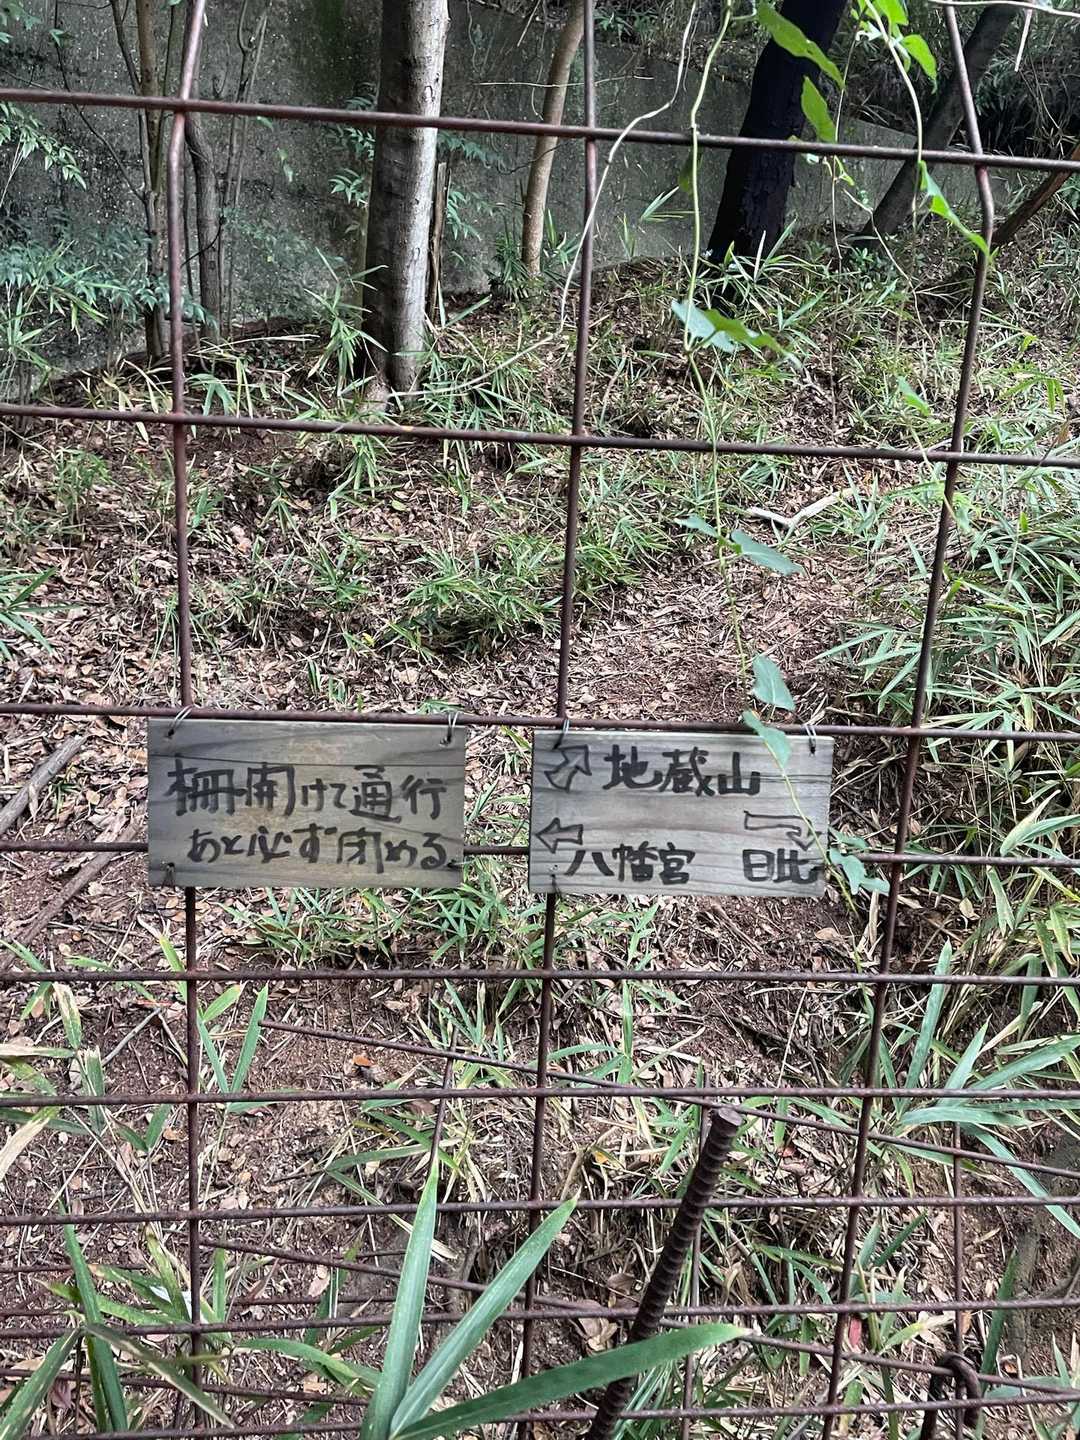 柵開けて通行
あと必ず閉める
地蔵山
八幡宮 日比